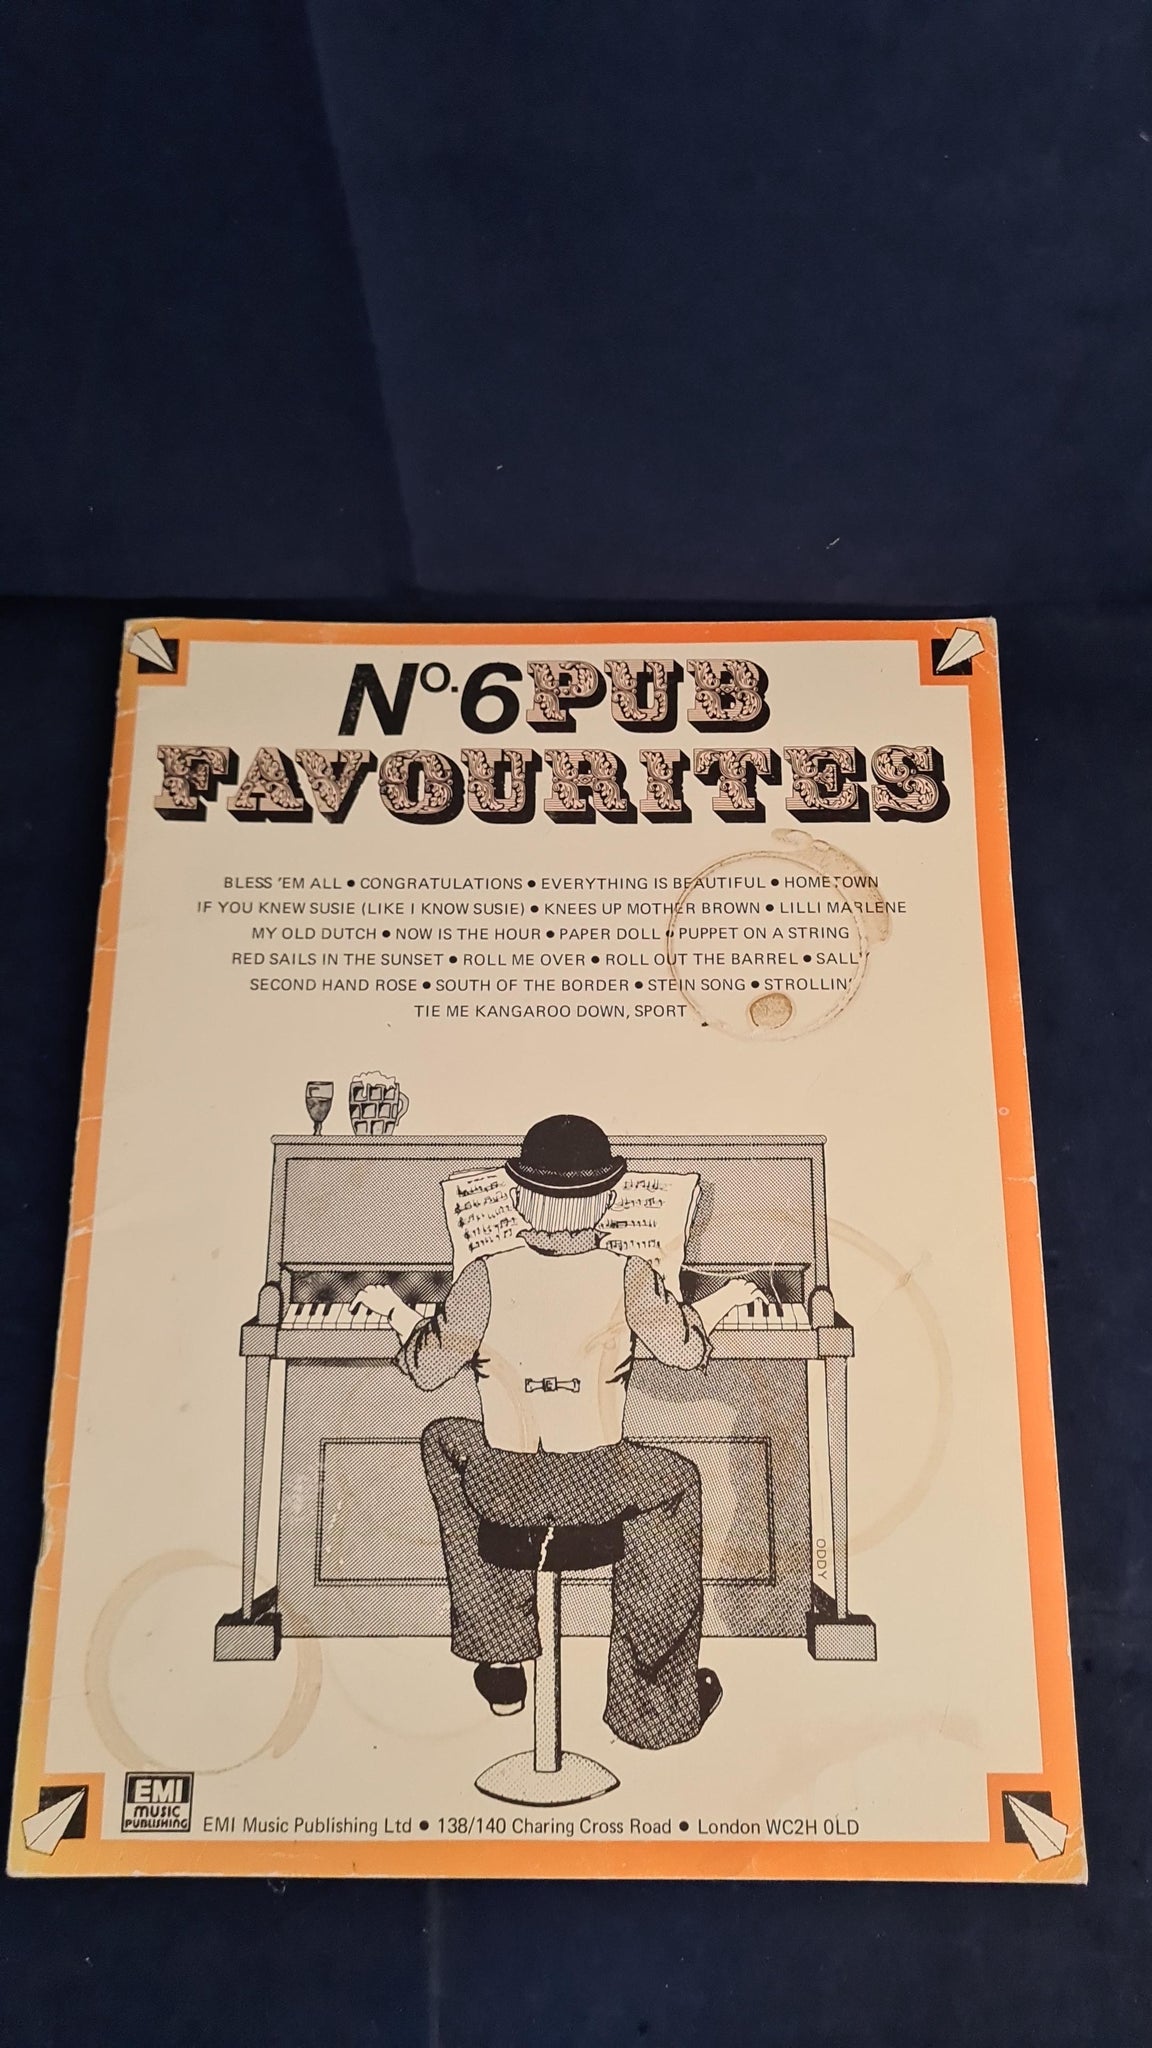 No. 6 PUB
FAVOURITES
BLESS 'EM ALL • CONGRATULATIONS • EVERYTHING IS BEAUTIFUL • HOMETOWN
IF YOU KNEW SUSIE (LIKE I KNOW SUSIE) • KNEES UP MOTHER BROWN • LILLI MARLENE
MY OLD DUTCH • NOW IS THE HOUR • PAPER DOLL • PUPPET ON A STRING
RED SAILS IN THE SUNSET • ROLL ME OVER • ROLL OUT THE BARREL • SALLY
SECOND HAND ROSE • SOUTH OF THE BORDER • STEIN SONG • STROLLIN'
TIE ME KANGAROO DOWN, SPORT
ODDY
EMI
MUSIC
PUBLISHING
EMI Music Publishing Ltd • 138/140 Charing Cross Road • London WC2H 0LD